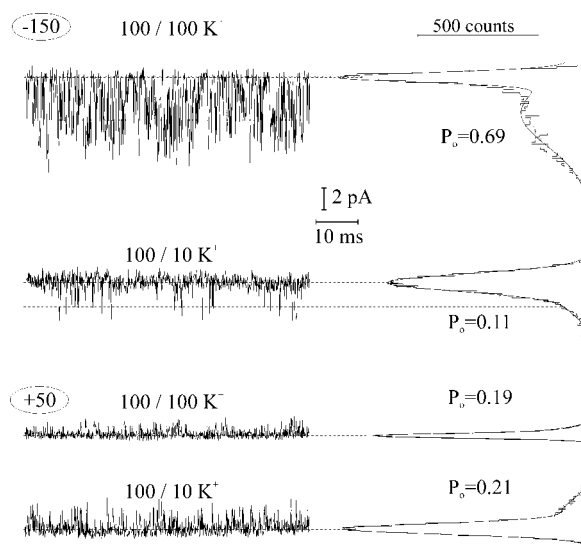 -150 100 / 100 K⁺ 500 counts
Pₒ=0.69
2 pA
10 ms
100 / 10 K⁺
Pₒ=0.11
+50 100 / 100 K⁺ Pₒ=0.19
100 / 10 K⁺ Pₒ=0.21